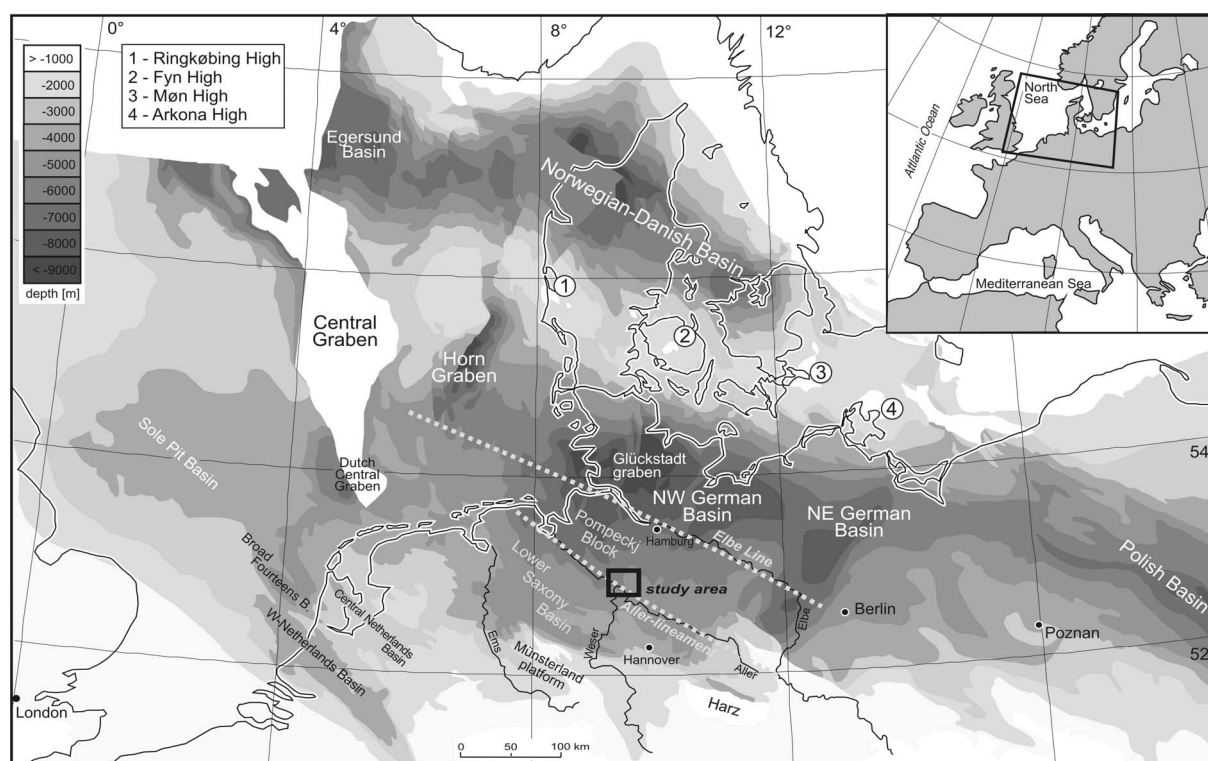 0°
4°
8°
12°
> -1000
-2000
-3000
-4000
-5000
-6000
-7000
-8000
< -9000
depth [m]
1 - Ringkøbing High
2 - Fyn High
3 - Møn High
4 - Arkona High
North
Sea
Atlantic Ocean
Mediterranean Sea
Egersund
Basin
Norwegian-Danish Basin
1
2
3
4
Central
Graben
Horn
Graben
Sole Pit Basin
Dutch
Central
Graben
Glückstadt
graben
NW German
Basin
NE German
Basin
Polish Basin
54
Pompeckj
Block
Hamburg
Elbe Line
Lower
Saxony
Basin
study area
Aller-lineamen
Broad
Fourteens B.
W-Netherlands Basin
Central Netherlands
Basin
Ems
Münsterland
platform
Weser
Hannover
Aller
Elbe
Berlin
Poznan
52
Harz
London
0 50 100 km